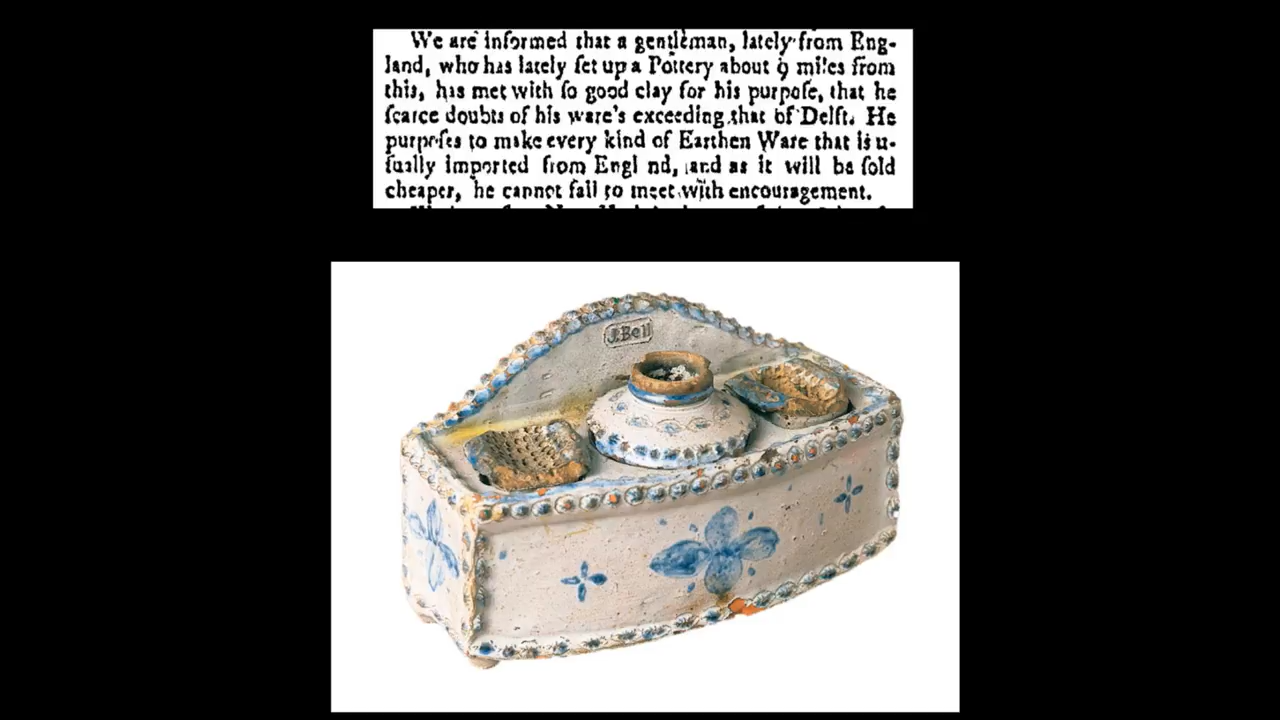 We are informed that a gentleman, lately from Eng-
land, who has lately ſet up a Pottery about 9 miles from
this, has met with ſo good clay for his purpoſe, that he
ſcarce doubts of his ware's exceeding that of Delft. He
purpoſes to make every kind of Earthen Ware that is u-
ſually imported from Engl nd, and as it will be ſold
cheaper, he cannot fail to meet with encouragement.
J.Bell